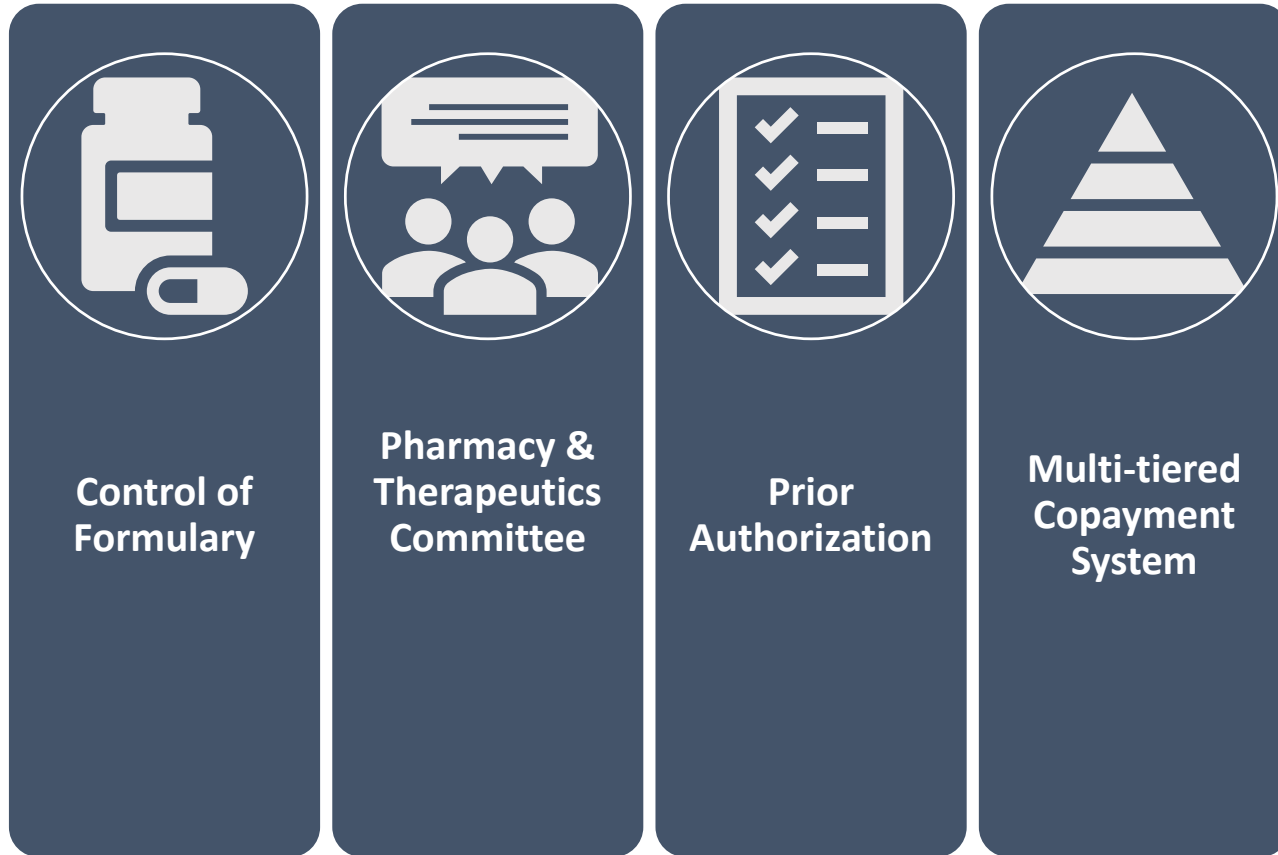 Control of
Formulary
Pharmacy &
Therapeutics
Committee
Prior
Authorization
Multi-tiered
Copayment
System